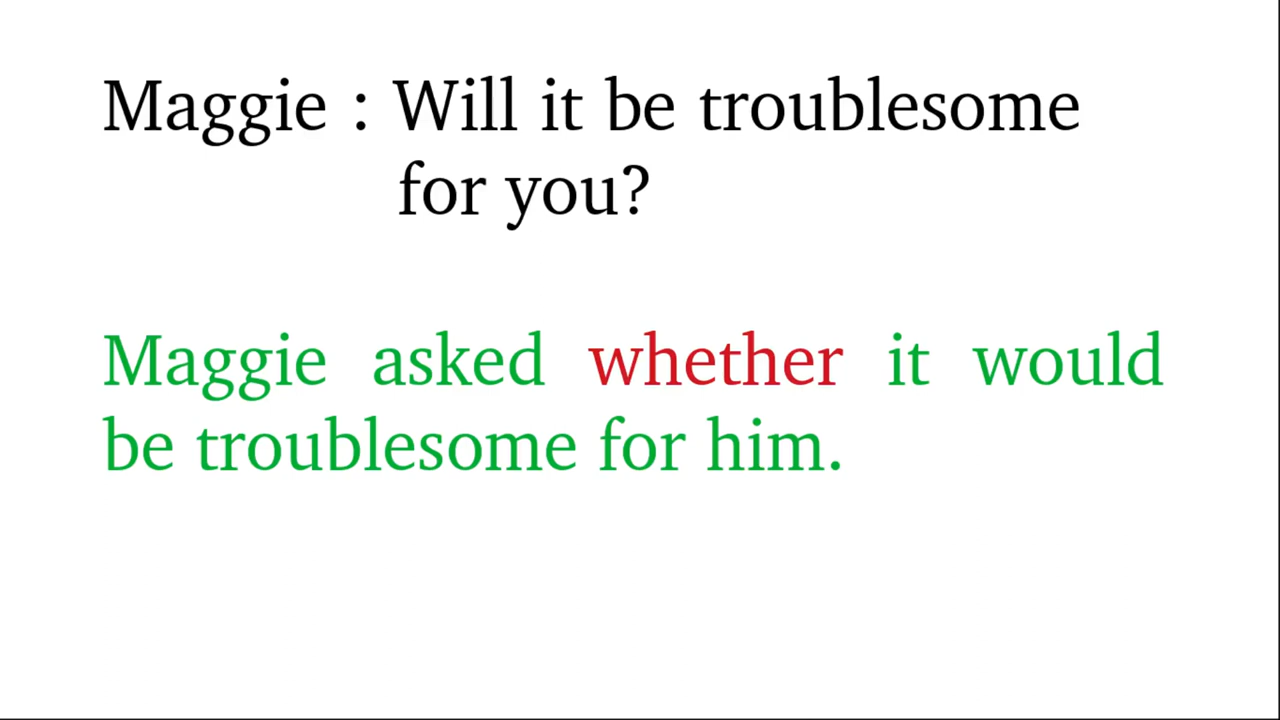 Maggie : Will it be troublesome
for you?
Maggie asked whether it would
be troublesome for him.